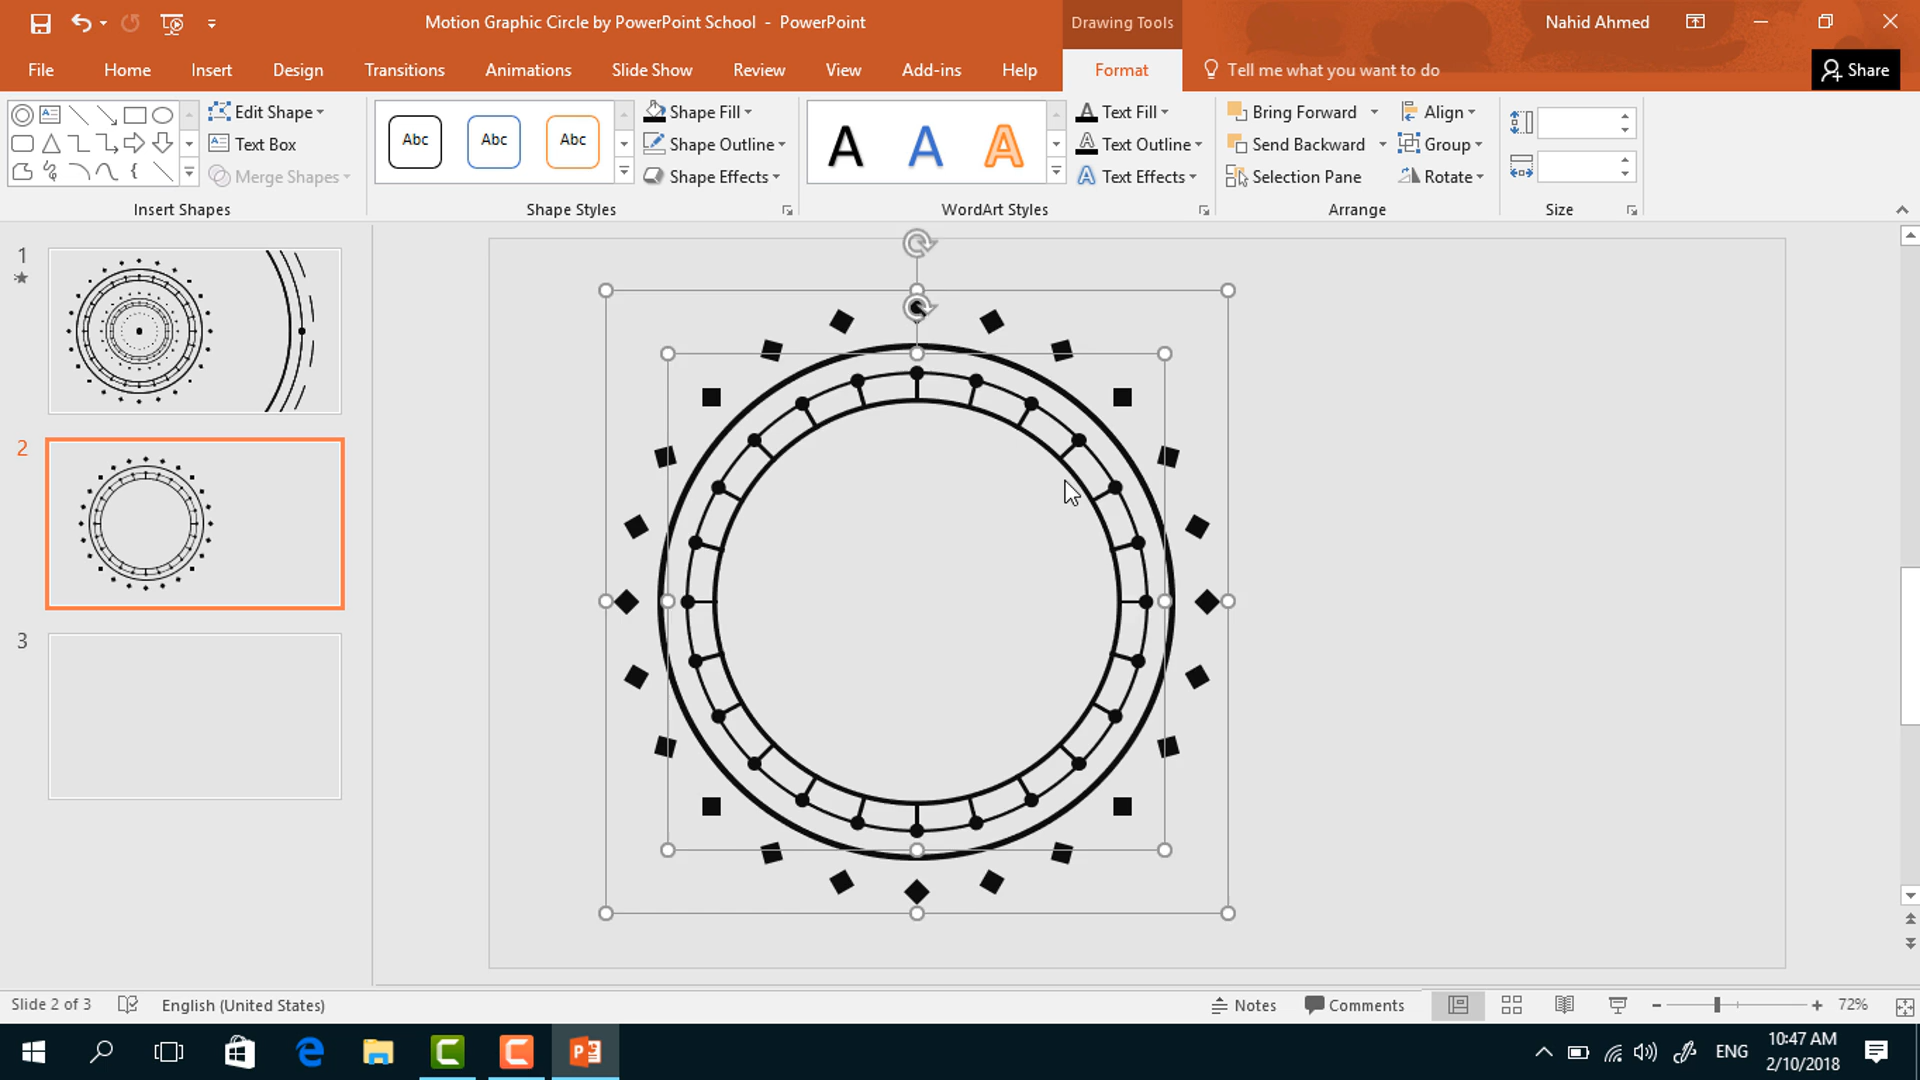 Motion Graphic Circle by PowerPoint School - PowerPoint
Drawing Tools
Nahid Ahmed
File Home Insert Design Transitions Animations Slide Show Review View Add-ins Help Format Tell me what you want to do Share
Edit Shape
Text Box
Merge Shapes
Insert Shapes
Abc Abc Abc
Shape Fill
Shape Outline
Shape Effects
Shape Styles
A A A
Text Fill
Text Outline
Text Effects
WordArt Styles
Bring Forward
Send Backward
Selection Pane
Align
Group
Rotate
Arrange
Size
1
2
3
Slide 2 of 3
English (United States)
Notes
Comments
72%
ENG
10:47 AM
2/10/2018